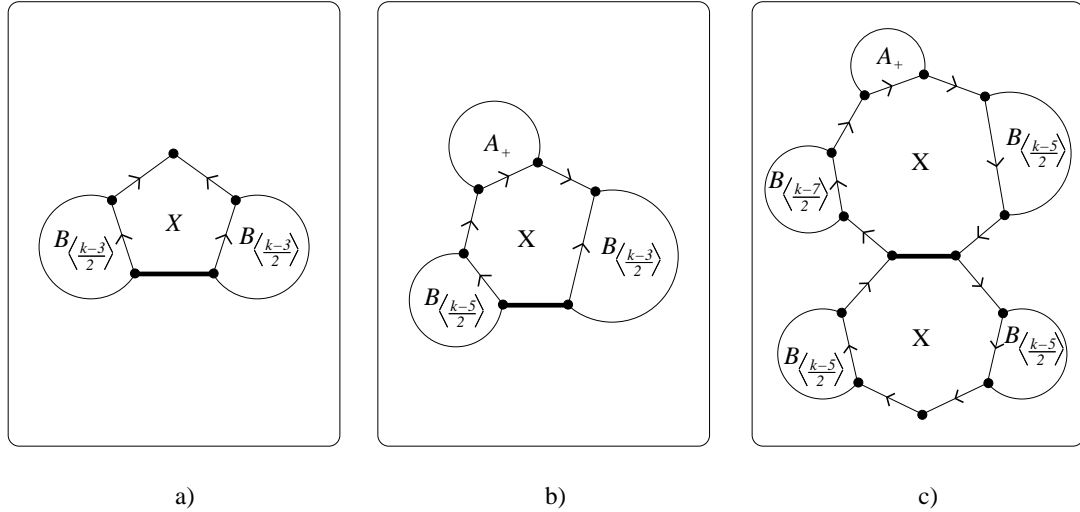 X
B⟨(k−3)/2⟩
B⟨(k−3)/2⟩
a)
A₊
X
B⟨(k−3)/2⟩
B⟨(k−5)/2⟩
b)
A₊
X
B⟨(k−5)/2⟩
B⟨(k−7)/2⟩
X
B⟨(k−5)/2⟩
B⟨(k−5)/2⟩
c)